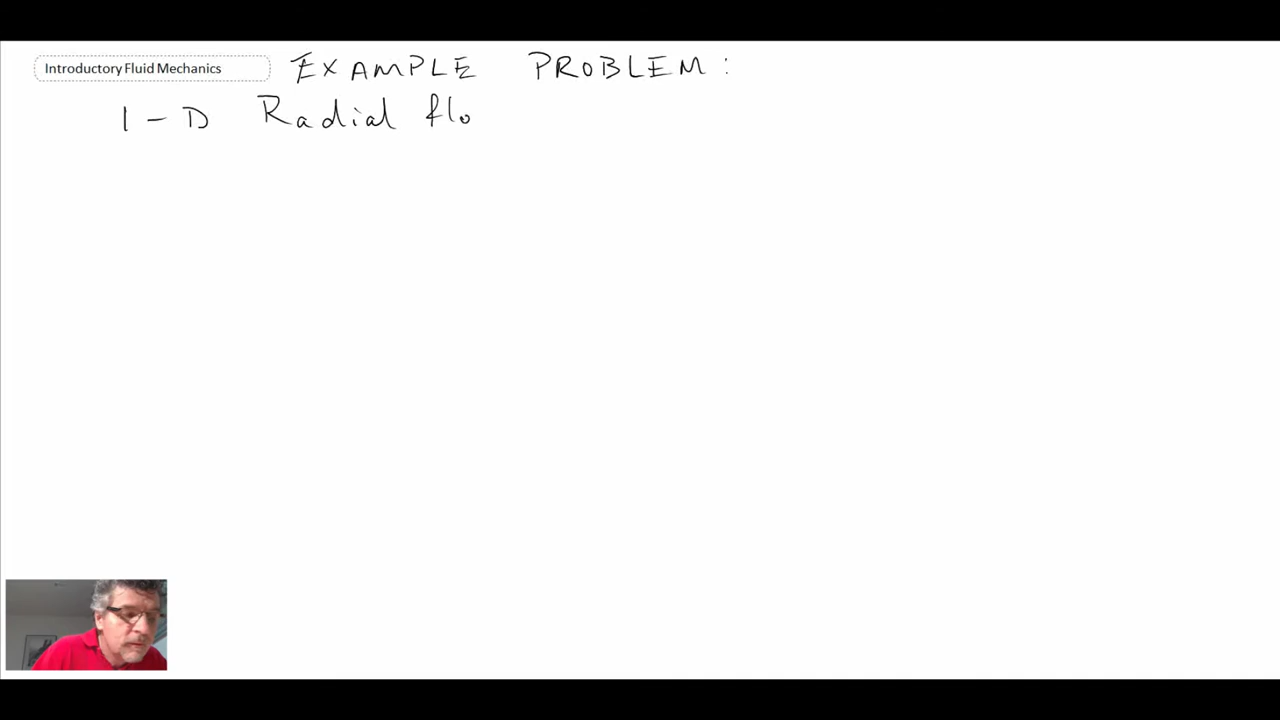 Introductory Fluid Mechanics EXAMPLE PROBLEM:
1-D Radial flo